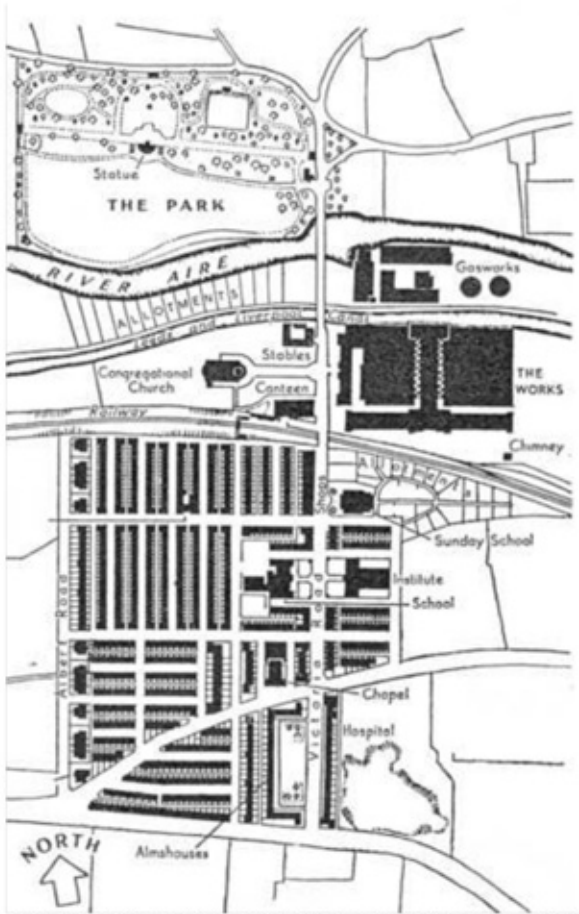 Statue
THE PARK
RIVER AIRE
Gasworks
ALLOTMENTS
Leeds and Liverpool Canal
Stables
Congregational
Church
THE
WORKS
Canteen
Railway
Chimney
Allotments
Shops
Sunday School
Institute
School
Albert Road
Victoria Road
Chapel
Hospital
Almshouses
NORTH